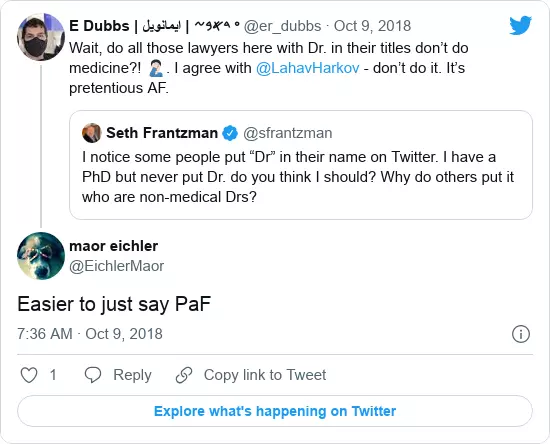 E Dubbs | ايمانويل | 𐤏 𐤌𐤍𐤅𐤀𐤋 @er_dubbs · Oct 9, 2018
Wait, do all those lawyers here with Dr. in their titles don’t do
medicine?! 🤦🏻‍♂️. I agree with @LahavHarkov - don’t do it. It’s
pretentious AF.
Seth Frantzman @sfrantzman
I notice some people put “Dr” in their name on Twitter. I have a
PhD but never put Dr. do you think I should? Why do others put it
who are non-medical Drs?
maor eichler
@EichlerMaor
Easier to just say PaF
7:36 AM · Oct 9, 2018
1 Reply Copy link to Tweet
Explore what's happening on Twitter